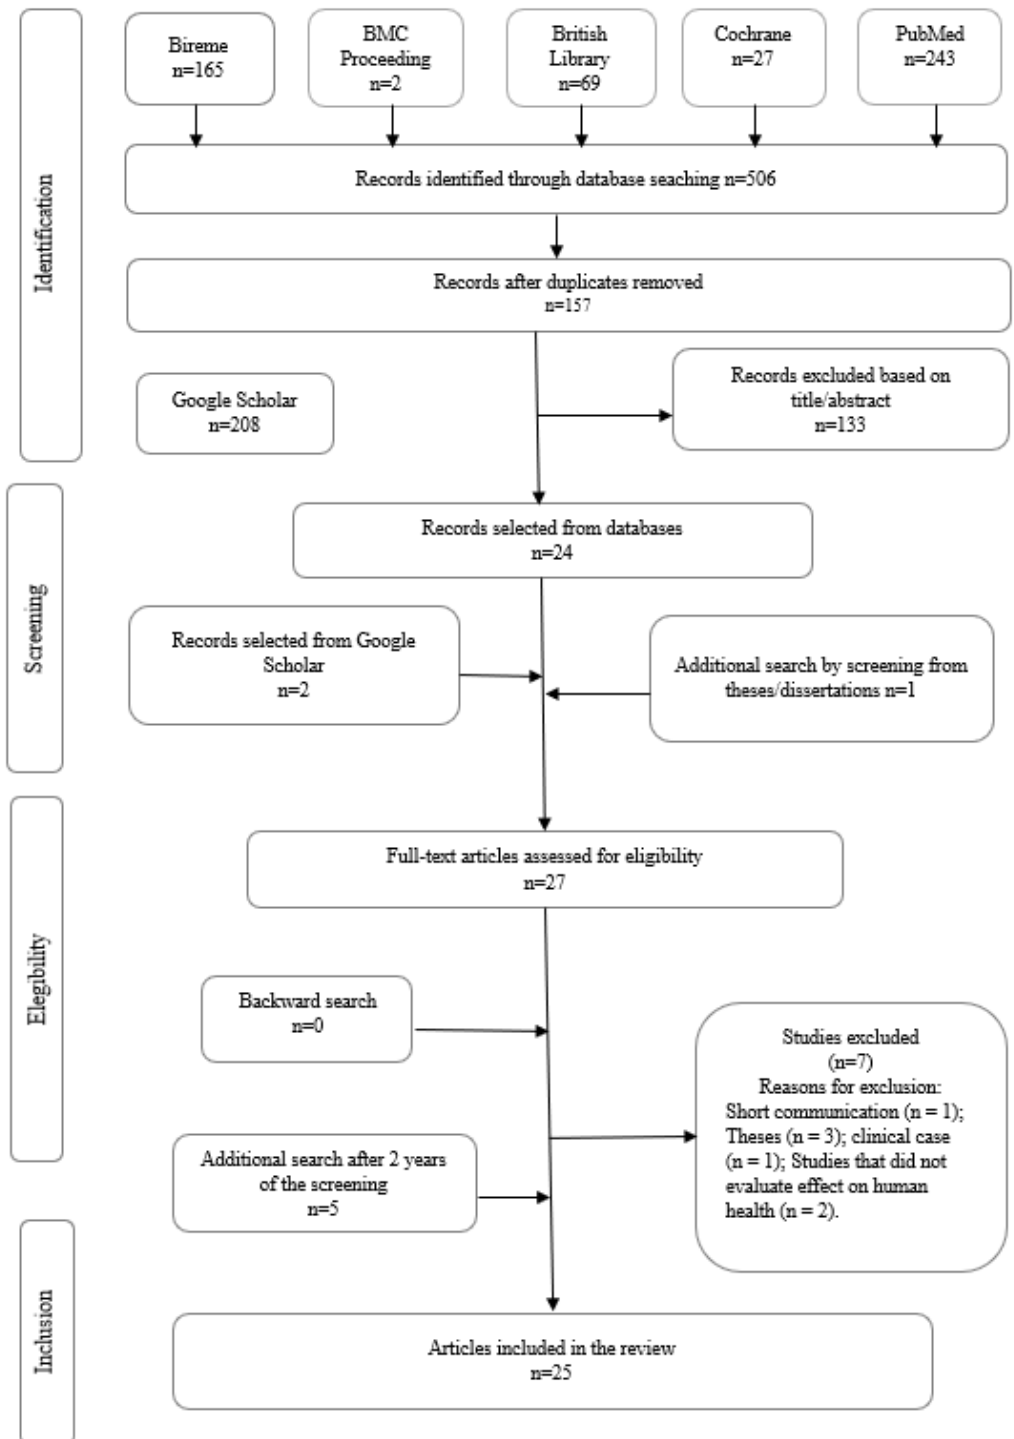 Bireme
n=165
BMC
Proceeding
n=2
British
Library
n=69
Cochrane
n=27
PubMed
n=243
Records identified through database seaching n=506
Records after duplicates removed
n=157
Identification
Google Scholar
n=208
Records excluded based on
title/abstract
n=133
Records selected from databases
n=24
Screening
Records selected from Google
Scholar
n=2
Additional search by screening from
theses/dissertations n=1
Full-text articles assessed for eligibility
n=27
Elegibility
Backward search
n=0
Studies excluded
(n=7)
Reasons for exclusion:
Short communication (n = 1);
Theses (n = 3); clinical case
(n = 1); Studies that did not
evaluate effect on human
health (n = 2).
Additional search after 2 years
of the screening
n=5
Inclusion
Articles included in the review
n=25